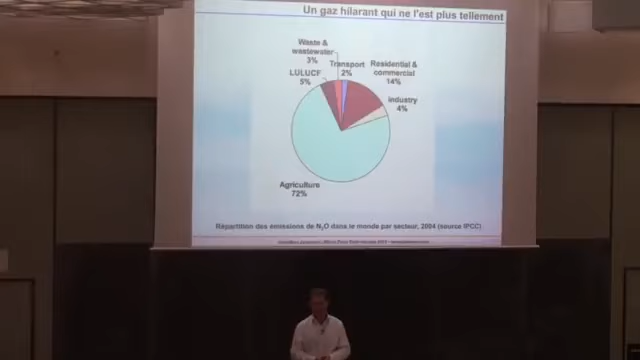 Un gaz hilarant qui ne l'est plus tellement
Waste &
wastewater
3%
Transport
2%
Residential &
commercial
14%
LULUCF
5%
Industry
4%
Agriculture
72%
Répartition des émissions de N₂O dans le monde par secteur, 2004 (source IPCC)